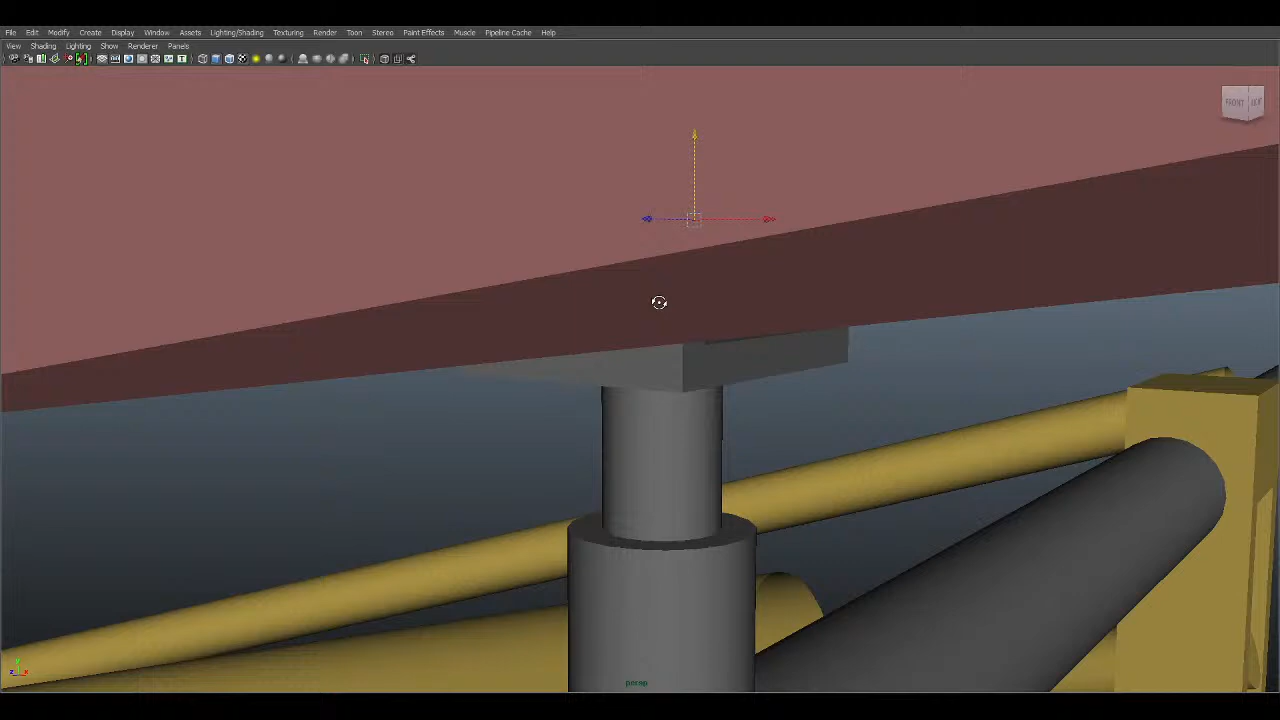 File Edit Modify Create Display Window Assets Lighting/Shading Texturing Render Toon Stereo Paint Effects Muscle Pipeline Cache Help
View Shading Lighting Show Renderer Panels
FRONT
persp